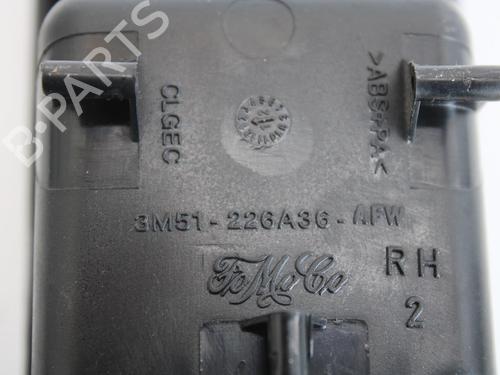 B-PARTS
CLGEC
>ABS+PA<
3M51-226A36-AFW
FoMoCo
RH
2